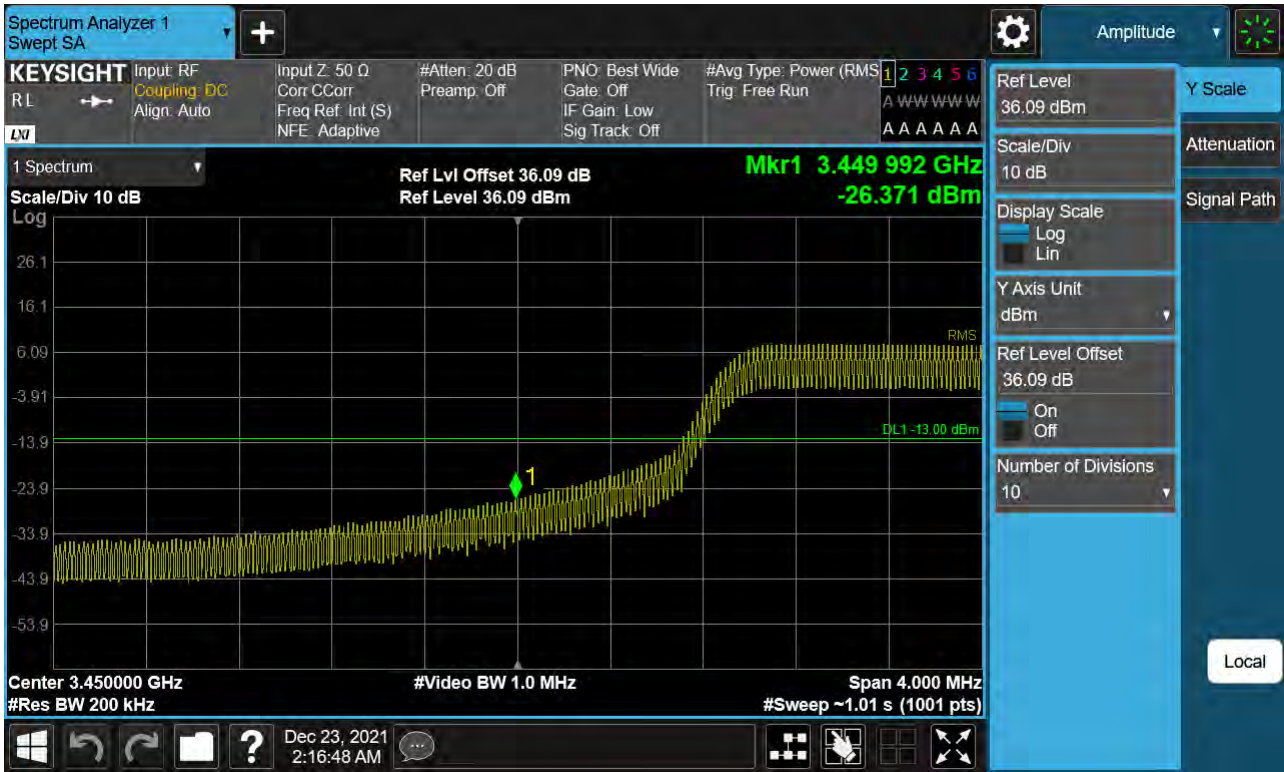 Spectrum Analyzer 1
Swept SA
+
Amplitude
KEYSIGHT
RL
LXI
Input: RF
Coupling: DC
Align: Auto
Input Z: 50 Ω
Corr CCorr
Freq Ref: Int (S)
NFE: Adaptive
#Atten: 20 dB
Preamp: Off
PNO: Best Wide
Gate: Off
IF Gain: Low
Sig Track: Off
#Avg Type: Power (RMS
Trig: Free Run
1 2 3 4 5 6
A W W W W W
A A A A A A
1 Spectrum
Scale/Div 10 dB
Log
Ref Lvl Offset 36.09 dB
Ref Level 36.09 dBm
Mkr1 3.449 992 GHz
-26.371 dBm
26.1
16.1
6.09
-3.91
-13.9
-23.9
-33.9
-43.9
-53.9
RMS
DL1 -13.00 dBm
1
Center 3.450000 GHz
#Res BW 200 kHz
#Video BW 1.0 MHz
Span 4.000 MHz
#Sweep ~1.01 s (1001 pts)
Ref Level
36.09 dBm
Scale/Div
10 dB
Display Scale
Log
Lin
Y Axis Unit
dBm
Ref Level Offset
36.09 dB
On
Off
Number of Divisions
10
Y Scale
Attenuation
Signal Path
Local
?
Dec 23, 2021
2:16:48 AM